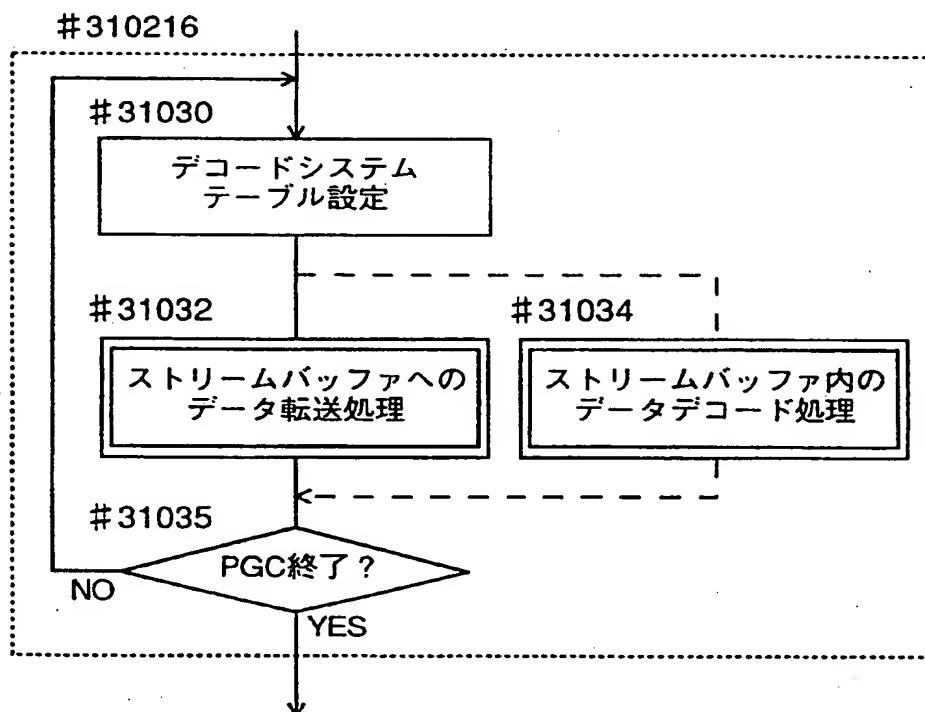 #310216
#31030
デコードシステム
テーブル設定
#31032
ストリームバッファへの
データ転送処理
#31034
ストリームバッファ内の
データデコード処理
#31035
PGC終了?
NO
YES